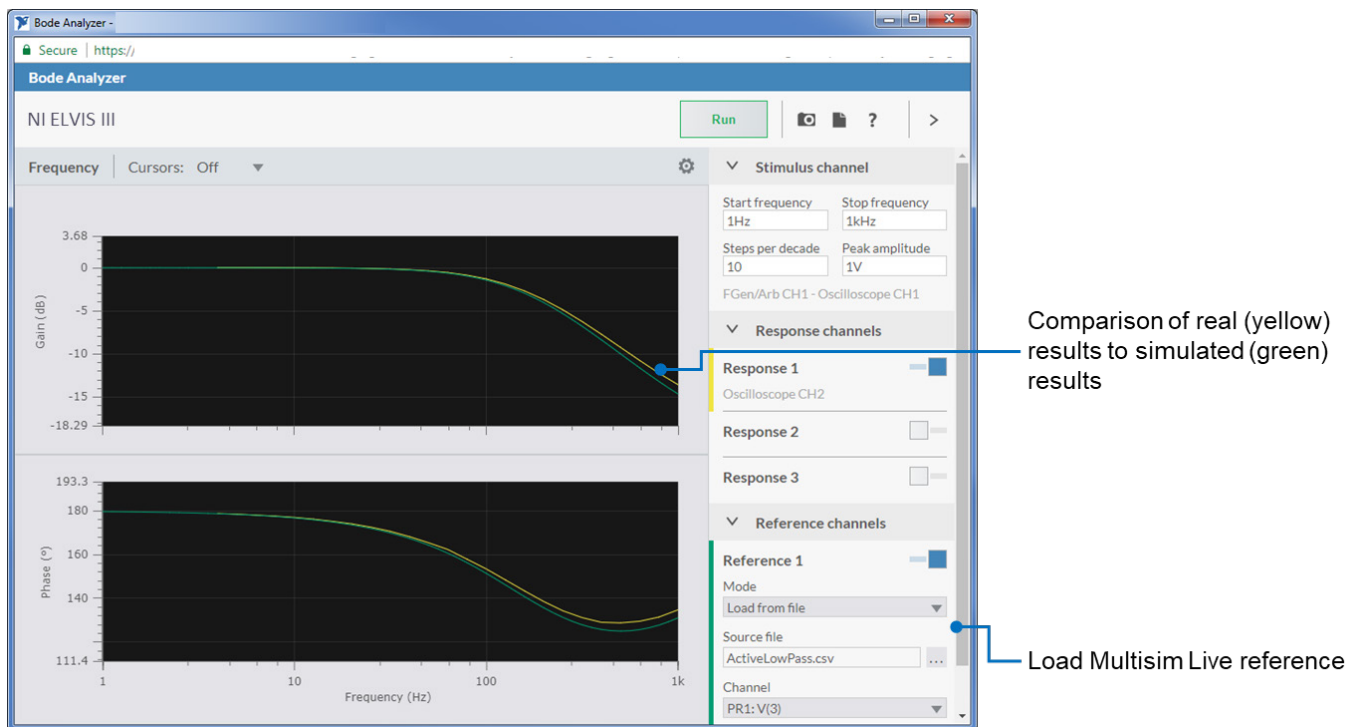 Bode Analyzer -
Secure | https://
Bode Analyzer
NI ELVIS III
Run
?
>
Frequency
Cursors: Off
3.68
0
-5
-10
-15
-18.29
Gain (dB)
193.3
180
160
140
111.4
Phase (°)
1
10
100
1k
Frequency (Hz)
Stimulus channel
Start frequency Stop frequency
1Hz 1kHz
Steps per decade Peak amplitude
10 1V
FGen/Arb CH1 - Oscilloscope CH1
Response channels
Response 1
Oscilloscope CH2
Response 2
Response 3
Reference channels
Reference 1
Mode
Load from file
Source file
ActiveLowPass.csv ...
Channel
PR1: V(3)
Comparison of real (yellow)
results to simulated (green)
results
Load Multisim Live reference